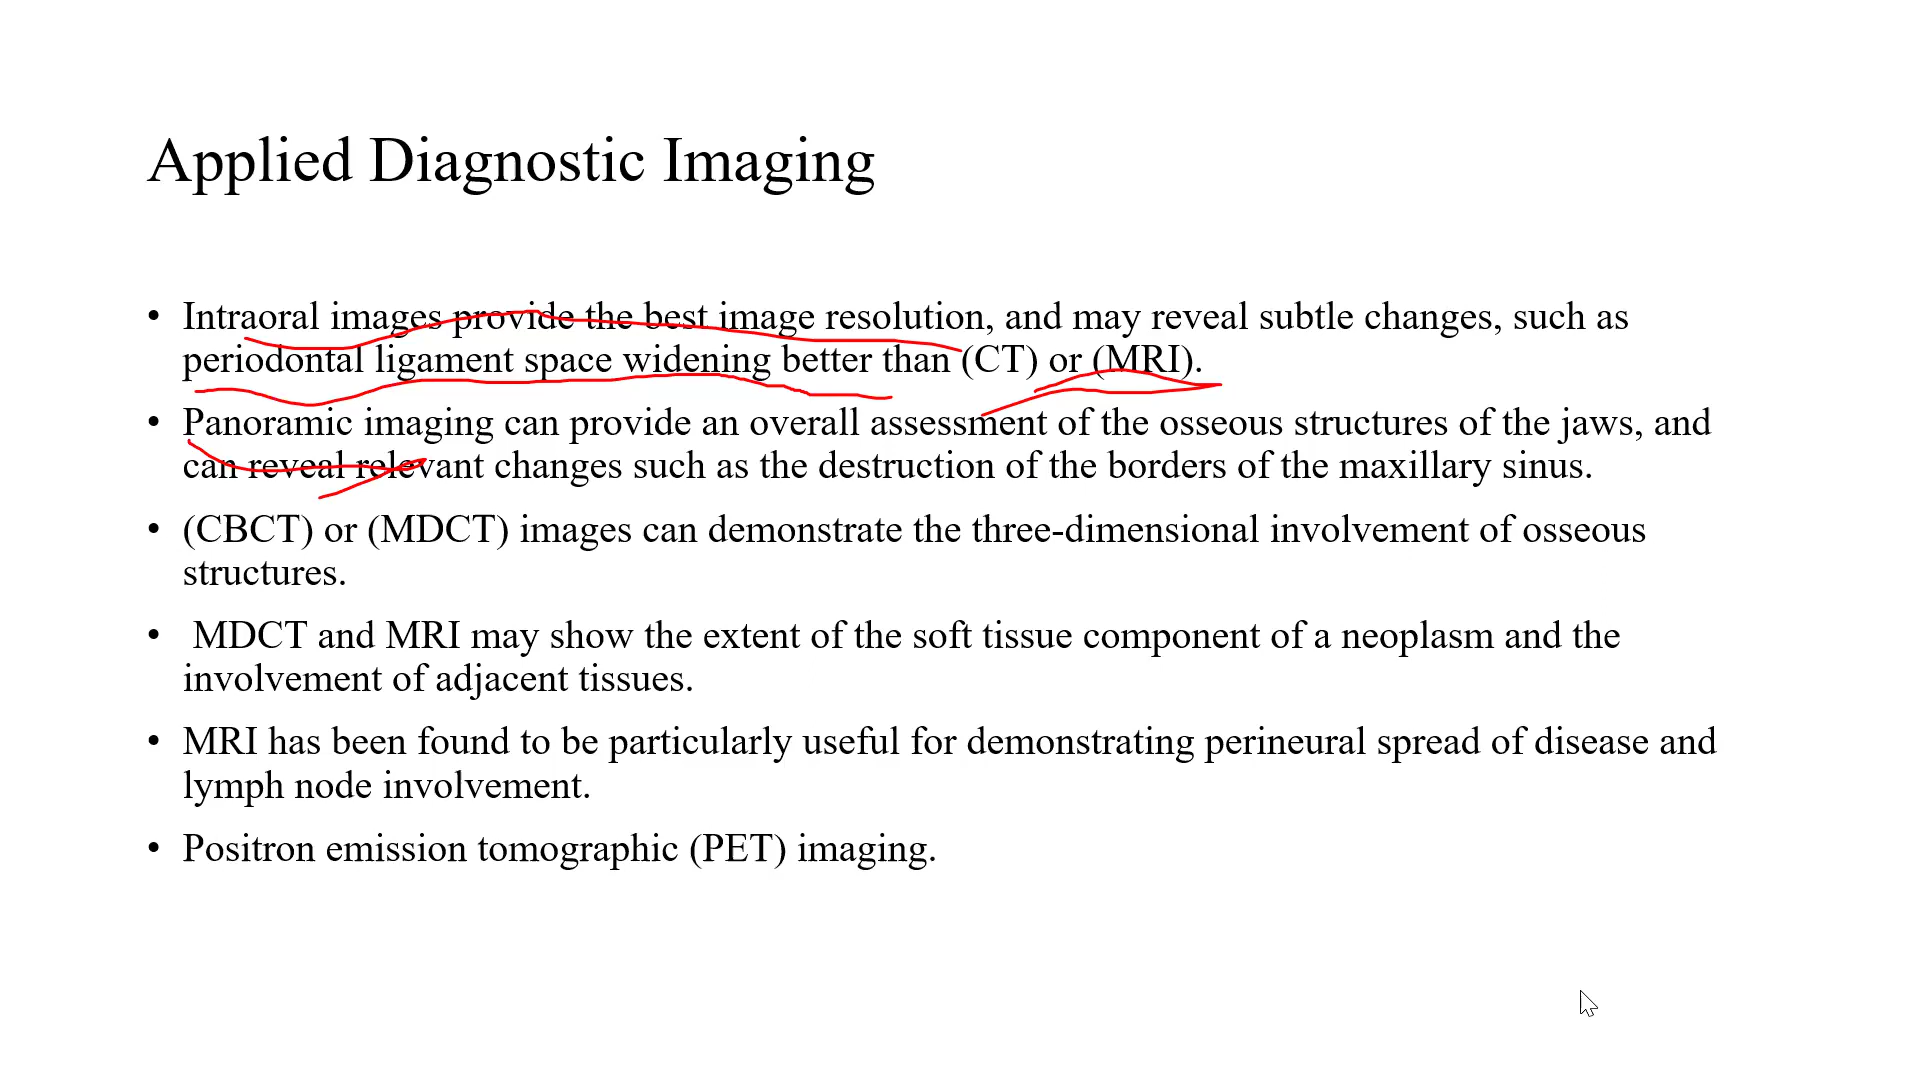 Applied Diagnostic Imaging
• Intraoral images provide the best image resolution, and may reveal subtle changes, such as
periodontal ligament space widening better than (CT) or (MRI).
• Panoramic imaging can provide an overall assessment of the osseous structures of the jaws, and
can reveal relevant changes such as the destruction of the borders of the maxillary sinus.
• (CBCT) or (MDCT) images can demonstrate the three-dimensional involvement of osseous
structures.
• MDCT and MRI may show the extent of the soft tissue component of a neoplasm and the
involvement of adjacent tissues.
• MRI has been found to be particularly useful for demonstrating perineural spread of disease and
lymph node involvement.
• Positron emission tomographic (PET) imaging.